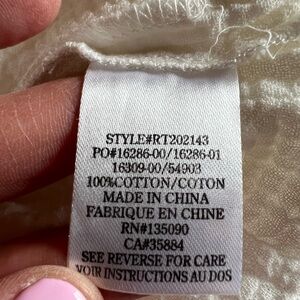 STYLE#RT202143
PO#16286-00/16286-01
16309-00/54903
100%COTTON/COTON
MADE IN CHINA
FABRIQUE EN CHINE
RN#135090
CA#35884
SEE REVERSE FOR CARE
VOIR INSTRUCTIONS AU DOS